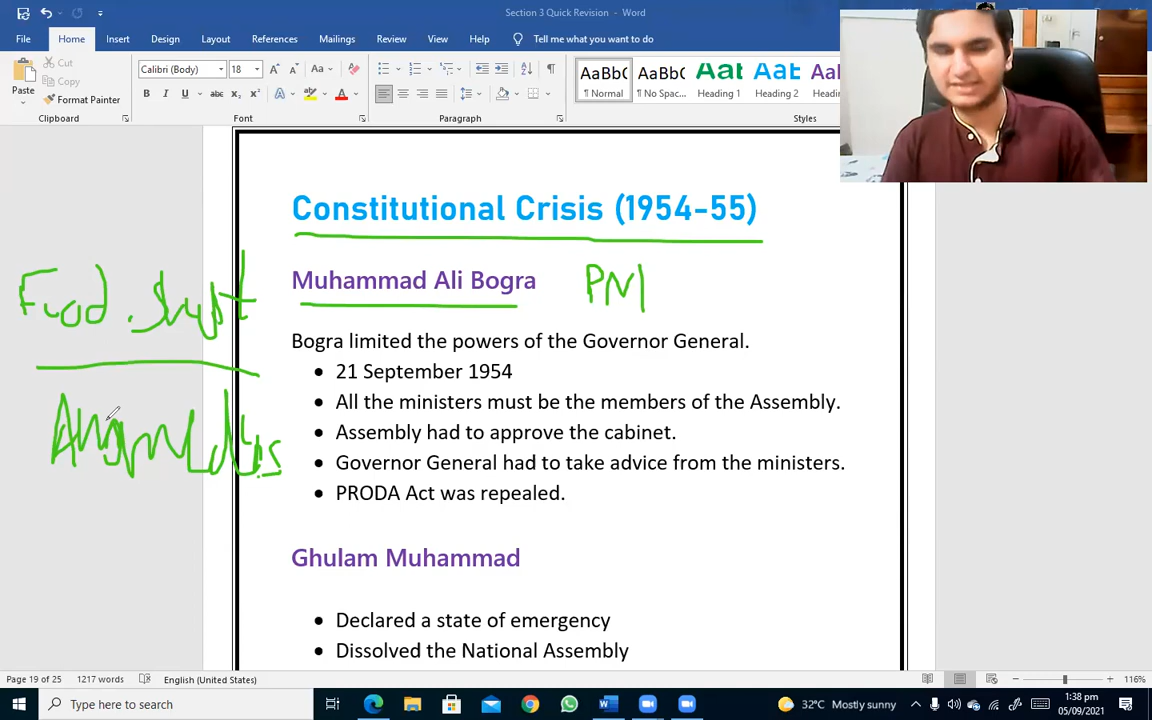 Section 3 Quick Revision - Word
File Home Insert Design Layout References Mailings Review View Help Tell me what you want to do
Paste
Cut
Copy
Format Painter
Clipboard
Calibri (Body) 18
Font
Paragraph
AaBbC AaBbC AaB AaB AaB
¶ Normal ¶ No Spac... Heading 1 Heading 2 Headin
Styles
Constitutional Crisis (1954-55)
Muhammad Ali Bogra PM
Food
Bogra limited the powers of the Governor General.
• 21 September 1954
• All the ministers must be the members of the Assembly.
• Assembly had to approve the cabinet.
• Governor General had to take advice from the ministers.
• PRODA Act was repealed.
Ghulam Muhammad
• Declared a state of emergency
• Dissolved the National Assembly
Page 19 of 25 1217 words English (United States) 116%
Type here to search
32°C Mostly sunny
1:38 pm
05/09/2021